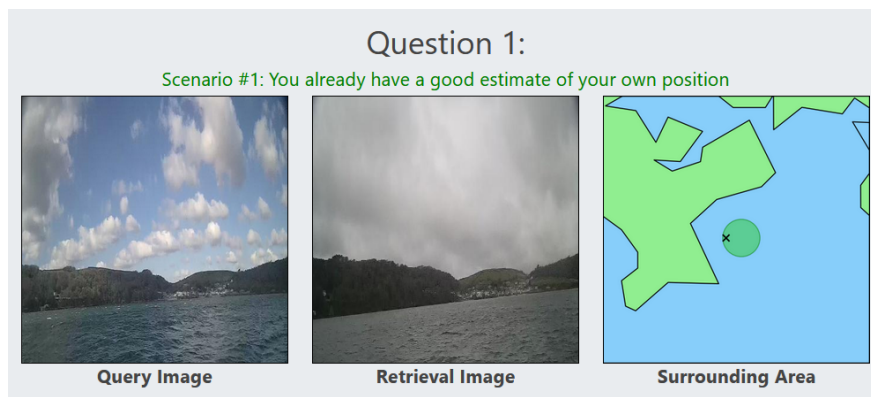 Question 1:
Scenario #1: You already have a good estimate of your own position
Query Image
Retrieval Image
Surrounding Area